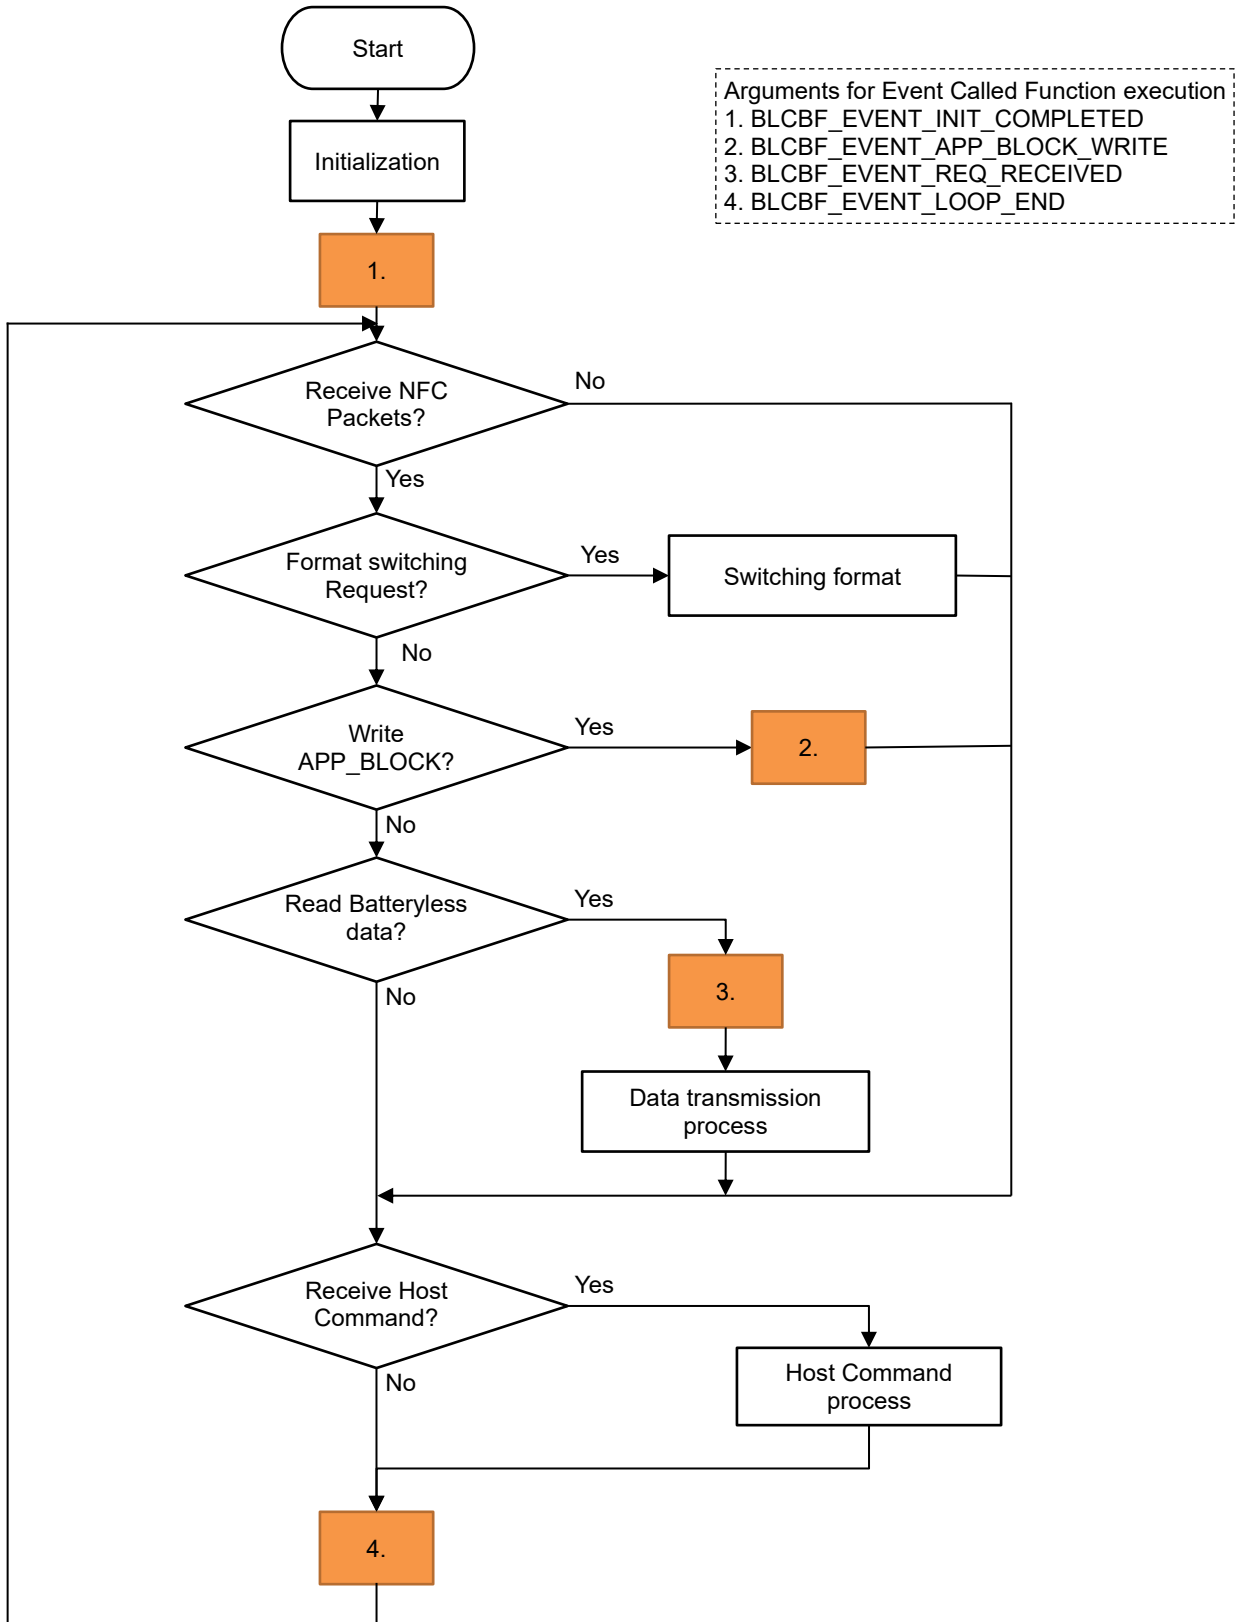 Start
Arguments for Event Called Function execution
1. BLCBF_EVENT_INIT_COMPLETED
2. BLCBF_EVENT_APP_BLOCK_WRITE
3. BLCBF_EVENT_REQ_RECEIVED
4. BLCBF_EVENT_LOOP_END
Initialization
1.
Receive NFC
Packets?
No
Yes
Format switching
Request?
Yes
Switching format
No
Write
APP_BLOCK?
Yes
2.
No
Read Batteryless
data?
Yes
3.
No
Data transmission
process
Receive Host
Command?
Yes
Host Command
process
No
4.